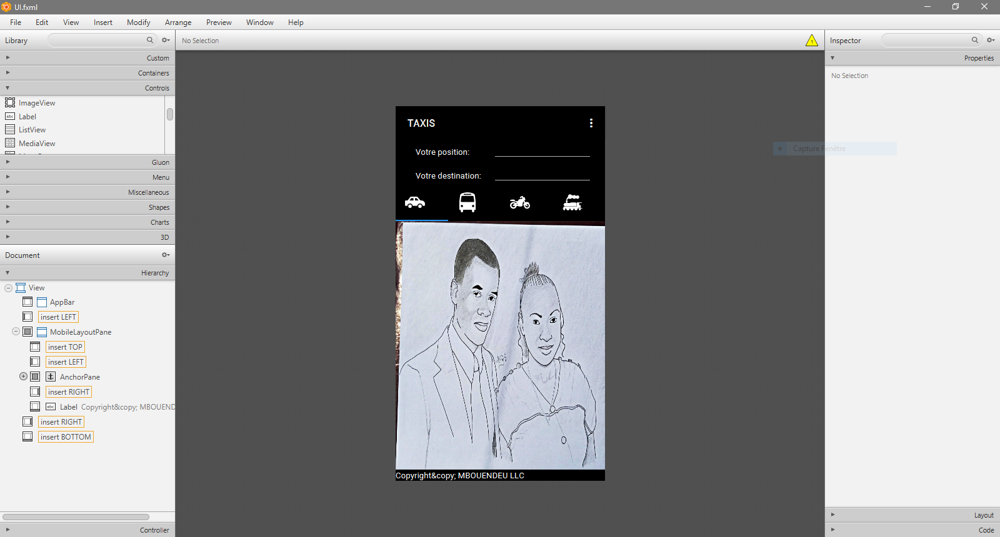 UI.fxml
File Edit View Insert Modify Arrange Preview Window Help
Library
Custom
Containers
Controls
ImageView
Label
ListView
MediaView
Gluon
Menu
Miscellaneous
Shapes
Charts
3D
Document
Hierarchy
View
AppBar
insert LEFT
MobileLayoutPane
insert TOP
insert LEFT
AnchorPane
insert RIGHT
Label Copyright&copy; MBOUEND
insert RIGHT
insert BOTTOM
Controller
No Selection
1
TAXIS
Votre position:
Votre destination:
Copyright&copy; MBOUENDEU LLC
Capture Fenêtre
Inspector
Properties
No Selection
Layout
Code